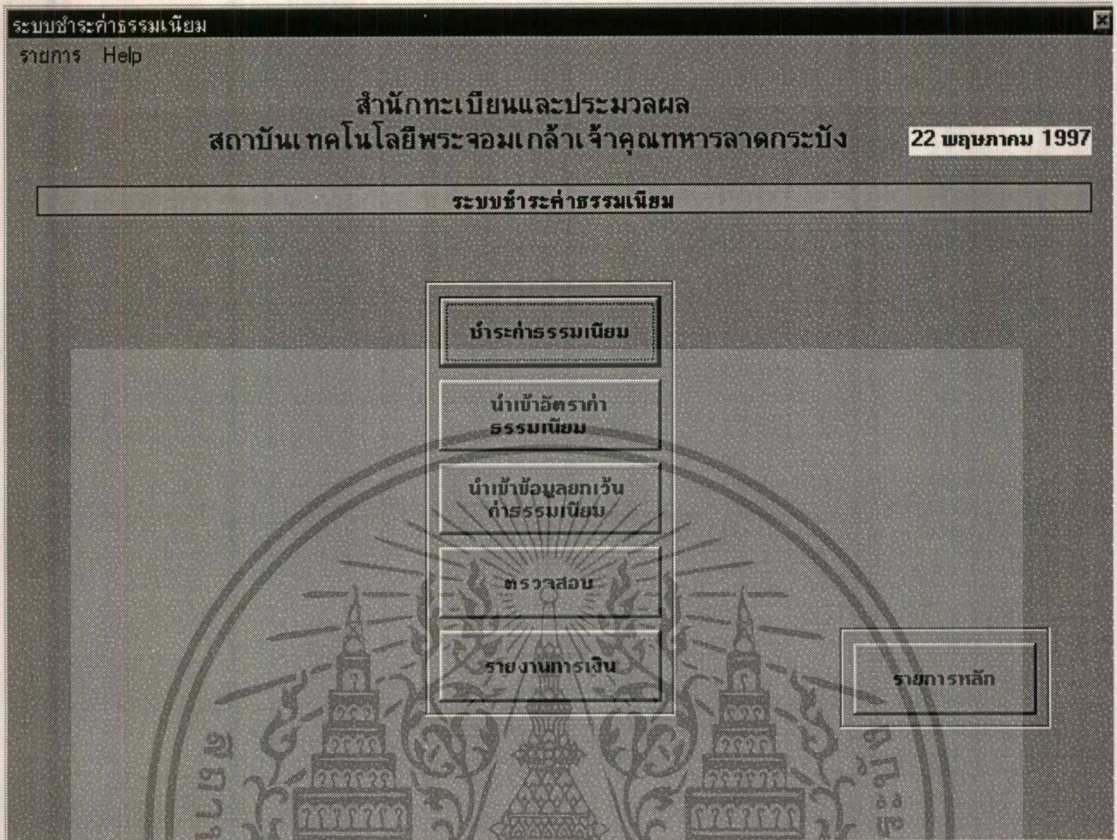 ระบบชำระค่าธรรมเนียม
รายการ Help
สำนักทะเบียนและประมวลผล
สถาบันเทคโนโลยีพระจอมเกล้าเจ้าคุณทหารลาดกระบัง
22 พฤษภาคม 1997
ระบบชำระค่าธรรมเนียม
ชำระค่าธรรมเนียม
นำเข้าอัตราค่า
ธรรมเนียม
นำเข้าข้อมูลยกเว้น
ค่าธรรมเนียม
ตรวจสอบ
รายงานการเงิน
รายการหลัก